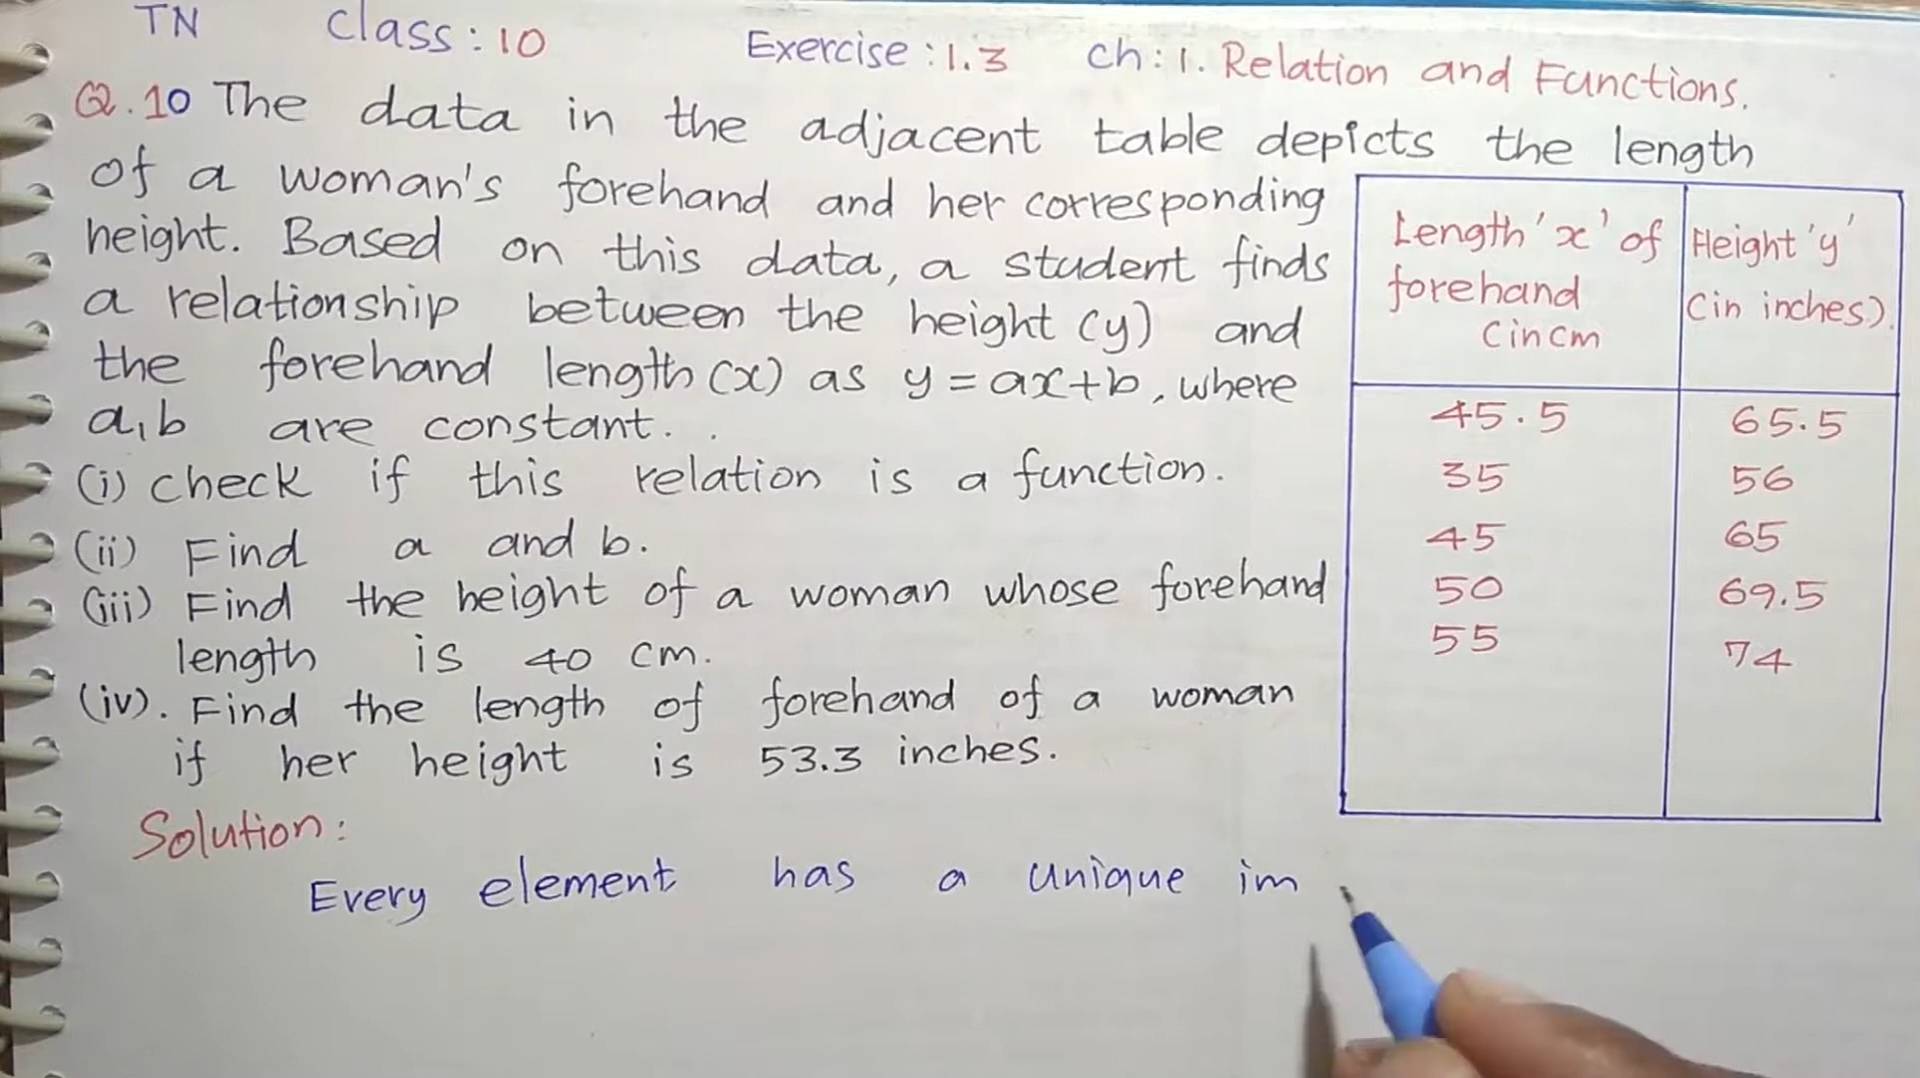 TN Class : 10 Exercise : 1.3 Ch : 1. Relation and Functions.
Q.10 The data in the adjacent table depicts the length
of a woman's forehand and her corresponding
height. Based on this data, a student finds
a relationship between the height (y) and
the forehand length (x) as y = ax+b, where
a,b are constant. .
(i) check if this relation is a function.
(ii) Find a and b.
(iii) Find the height of a woman whose forehand
length is 40 cm.
(iv). Find the length of forehand of a woman
if her height is 53.3 inches.
Length 'x' of
forehand
Cincm
Height 'y'
(in inches).
45.5 65.5
35 56
45 65
50 69.5
55 74
Solution:
Every element has a unique im